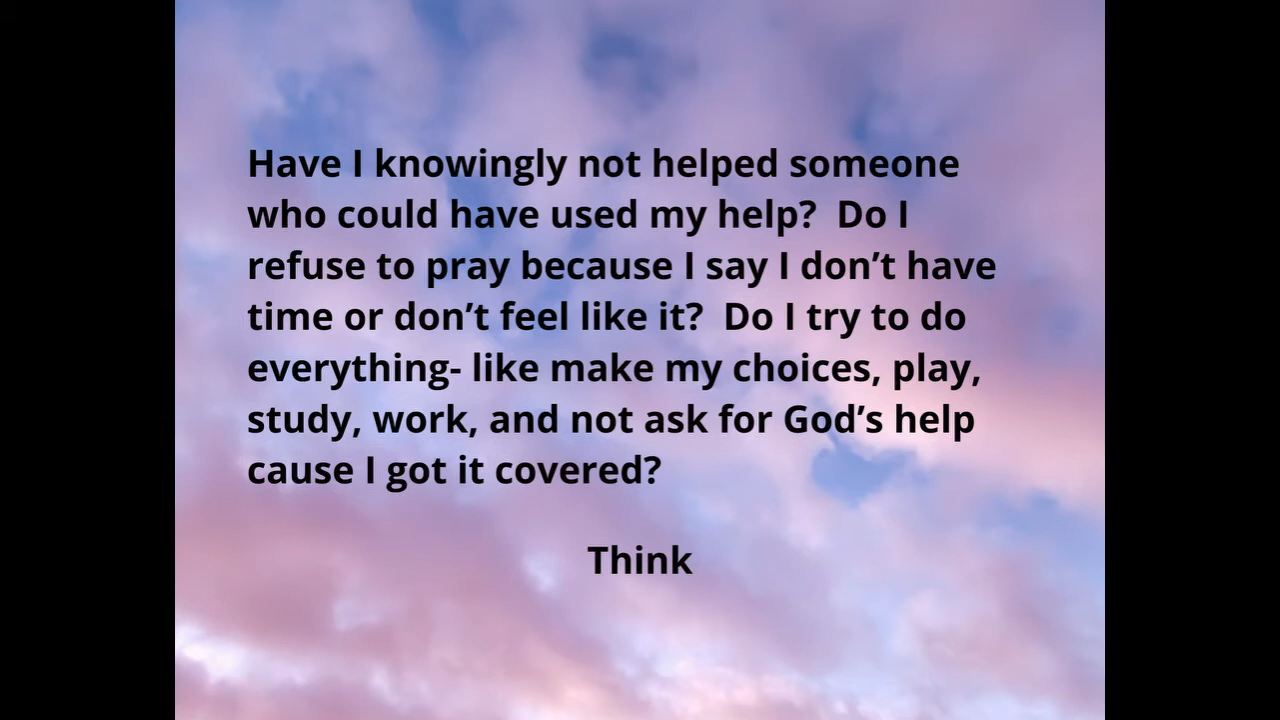 Have I knowingly not helped someone
who could have used my help?  Do I
refuse to pray because I say I don’t have
time or don’t feel like it?  Do I try to do
everything- like make my choices, play,
study, work, and not ask for God’s help
cause I got it covered?
Think